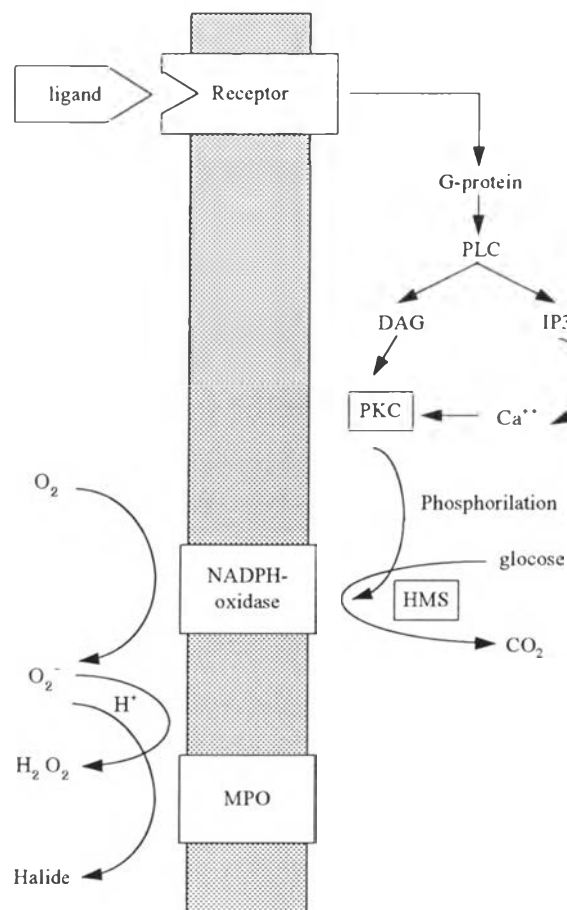 ligand
Receptor
G-protein
PLC
DAG
IP3
PKC
Ca⁺⁺
O₂
Phosphorilation
NADPH-
oxidase
glocose
HMS
CO₂
O₂⁻
H⁺
H₂ O₂
MPO
Halide